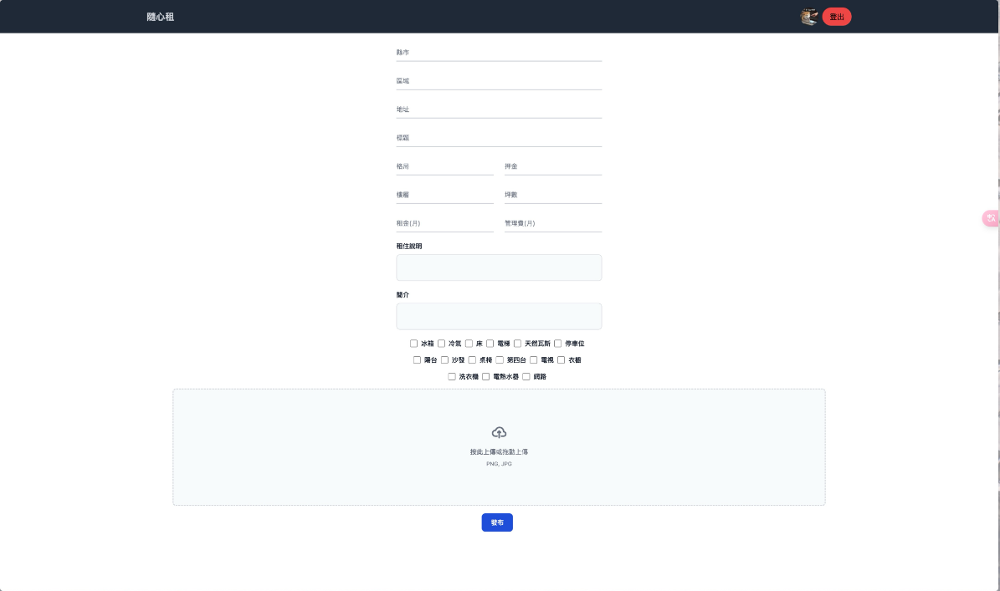 隨心租 登出
縣市
區域
地址
標題
格局 押金
樓層 坪數
租金(月) 管理費(月)
租住說明
簡介
冰箱 冷氣 床 電梯 天然瓦斯 停車位
陽台 沙發 桌椅 第四台 電視 衣櫥
洗衣機 電熱水器 網路
按此上傳或拖動上傳
PNG, JPG
發布